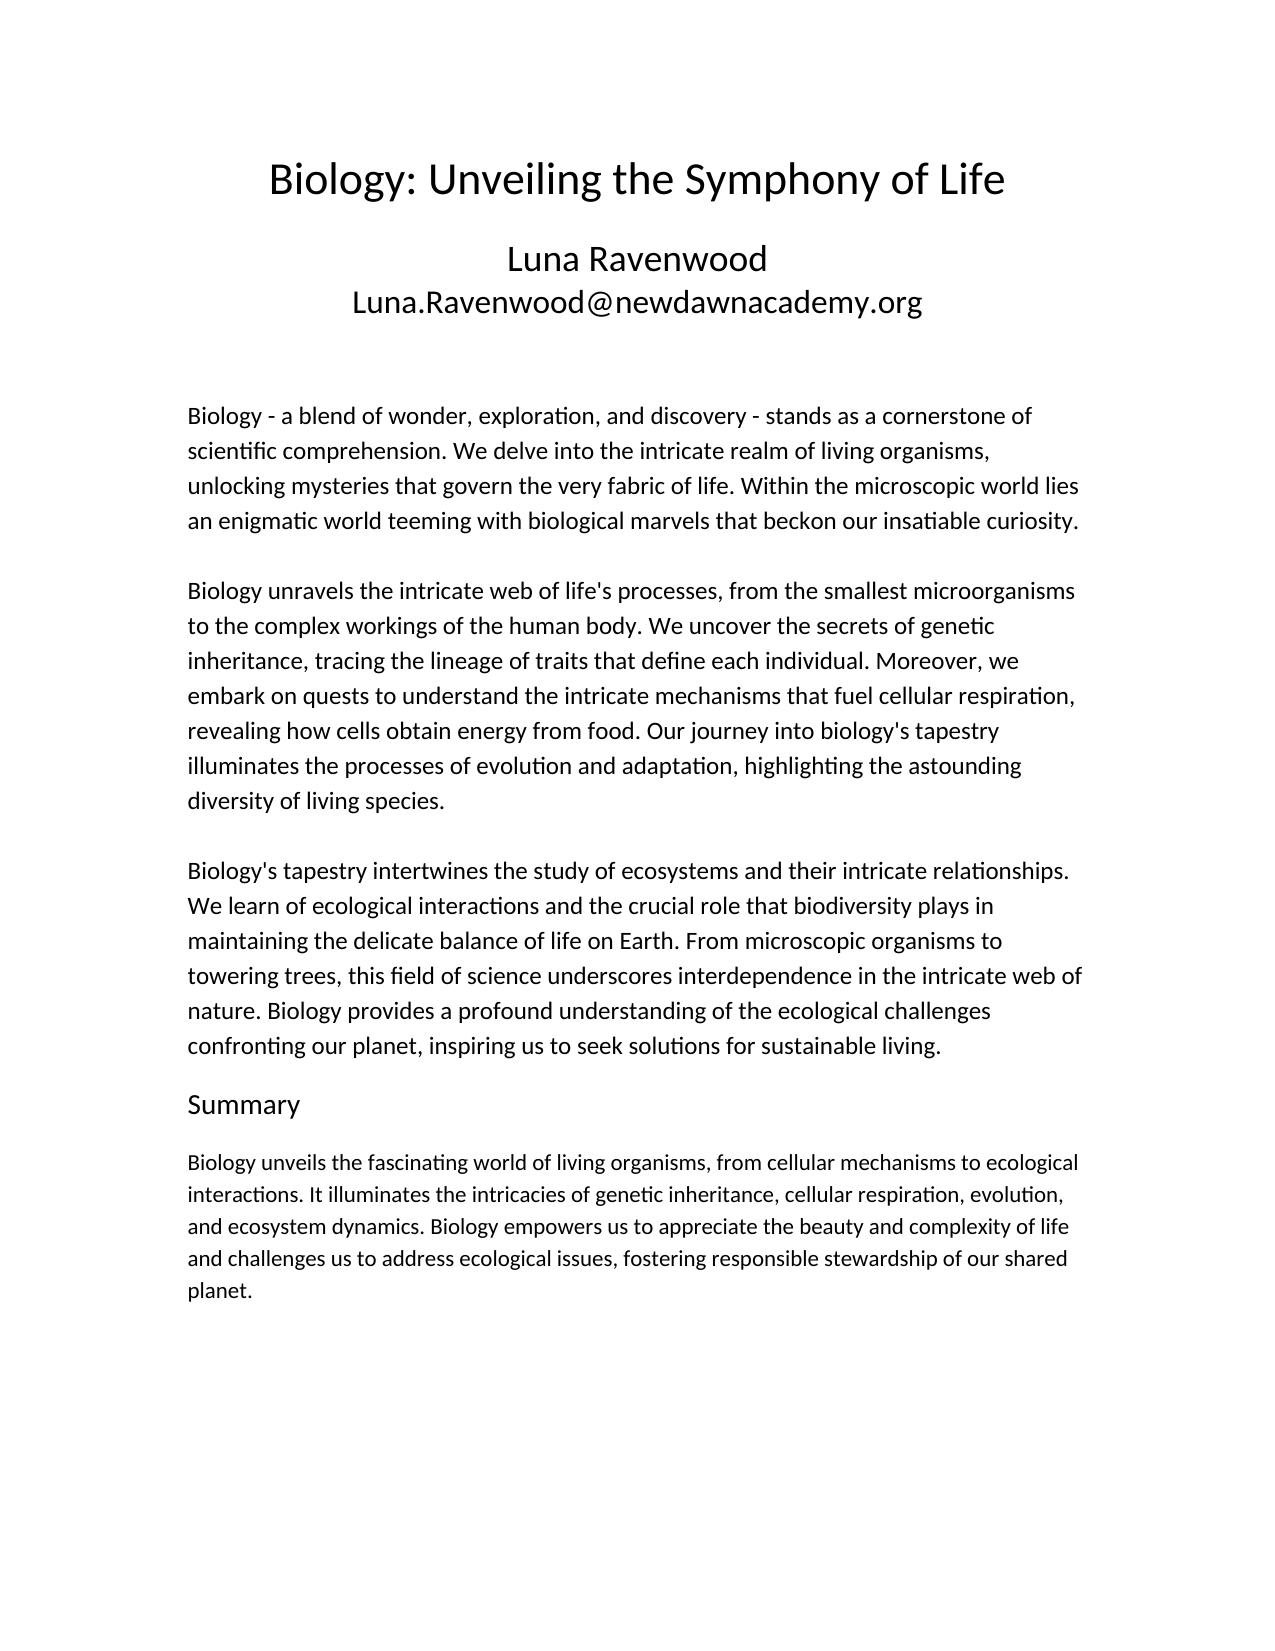 Biology: Unveiling the Symphony of Life
Luna Ravenwood
Luna.Ravenwood@newdawnacademy.org
Biology - a blend of wonder, exploration, and discovery - stands as a cornerstone of
scientific comprehension. We delve into the intricate realm of living organisms,
unlocking mysteries that govern the very fabric of life. Within the microscopic world lies
an enigmatic world teeming with biological marvels that beckon our insatiable curiosity.
Biology unravels the intricate web of life's processes, from the smallest microorganisms
to the complex workings of the human body. We uncover the secrets of genetic
inheritance, tracing the lineage of traits that define each individual. Moreover, we
embark on quests to understand the intricate mechanisms that fuel cellular respiration,
revealing how cells obtain energy from food. Our journey into biology's tapestry
illuminates the processes of evolution and adaptation, highlighting the astounding
diversity of living species.
Biology's tapestry intertwines the study of ecosystems and their intricate relationships.
We learn of ecological interactions and the crucial role that biodiversity plays in
maintaining the delicate balance of life on Earth. From microscopic organisms to
towering trees, this field of science underscores interdependence in the intricate web of
nature. Biology provides a profound understanding of the ecological challenges
confronting our planet, inspiring us to seek solutions for sustainable living.
Summary
Biology unveils the fascinating world of living organisms, from cellular mechanisms to ecological
interactions. It illuminates the intricacies of genetic inheritance, cellular respiration, evolution,
and ecosystem dynamics. Biology empowers us to appreciate the beauty and complexity of life
and challenges us to address ecological issues, fostering responsible stewardship of our shared
planet.